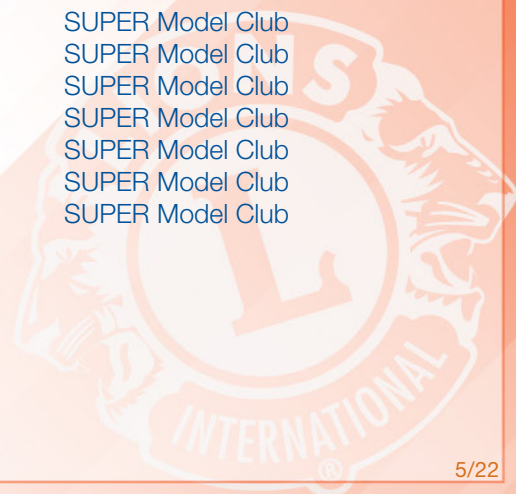 SUPER Model Club
SUPER Model Club
SUPER Model Club
SUPER Model Club
SUPER Model Club
SUPER Model Club
SUPER Model Club
LIONS
L
INTERNATIONAL
®
5/22